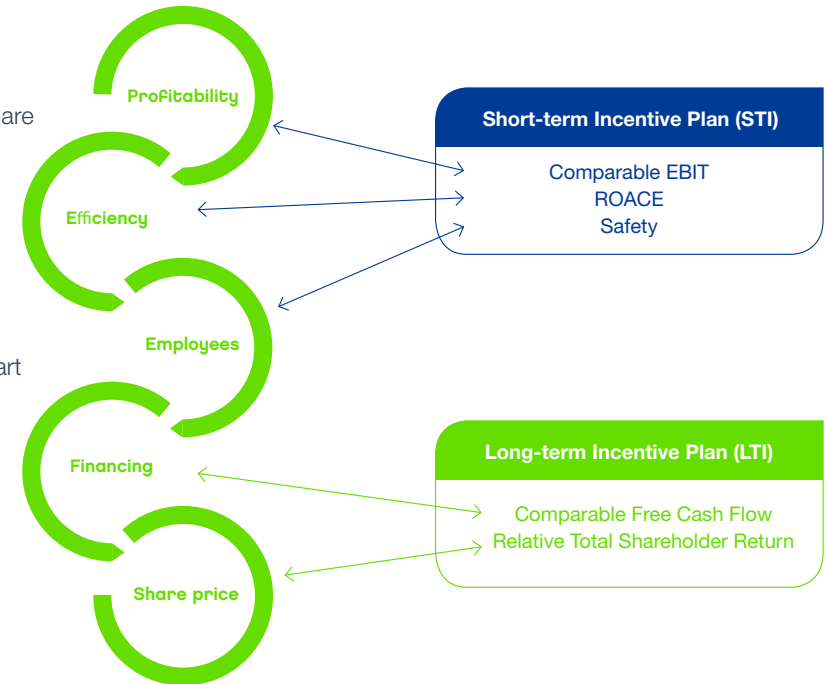 Profitability
Efficiency
Employees
Financing
Share price
Short-term Incentive Plan (STI)
Comparable EBIT
ROACE
Safety
Long-term Incentive Plan (LTI)
Comparable Free Cash Flow
Relative Total Shareholder Return